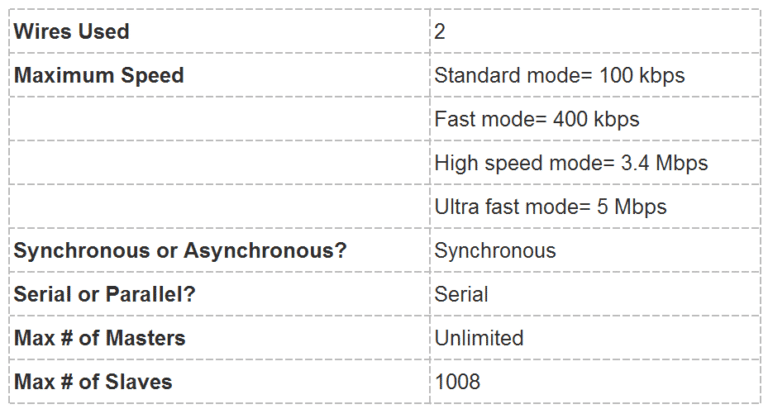 Wires Used 2
Maximum Speed Standard mode= 100 kbps
Fast mode= 400 kbps
High speed mode= 3.4 Mbps
Ultra fast mode= 5 Mbps
Synchronous or Asynchronous? Synchronous
Serial or Parallel? Serial
Max # of Masters Unlimited
Max # of Slaves 1008